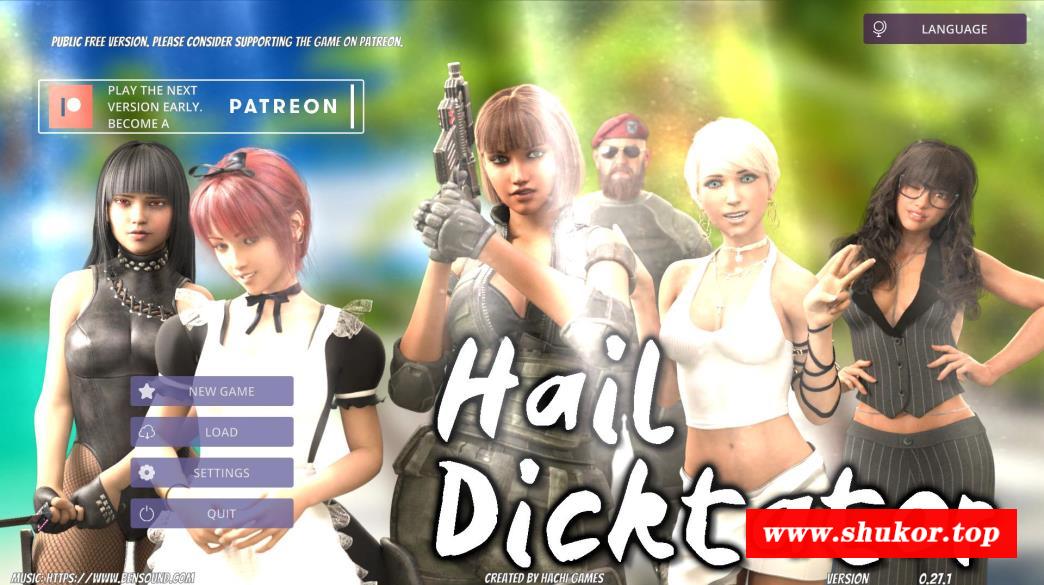 PUBLIC FREE VERSION. PLEASE CONSIDER SUPPORTING THE GAME ON PATREON.
LANGUAGE
PLAY THE NEXT
VERSION EARLY.
BECOME A
PATREON
Hail
Dicktator
NEW GAME
LOAD
SETTINGS
QUIT
www.shukor.top
MUSIC: HTTPS://WWW.BENSOUND.COM
CREATED BY HACHI GAMES
VERSION 0.27.1